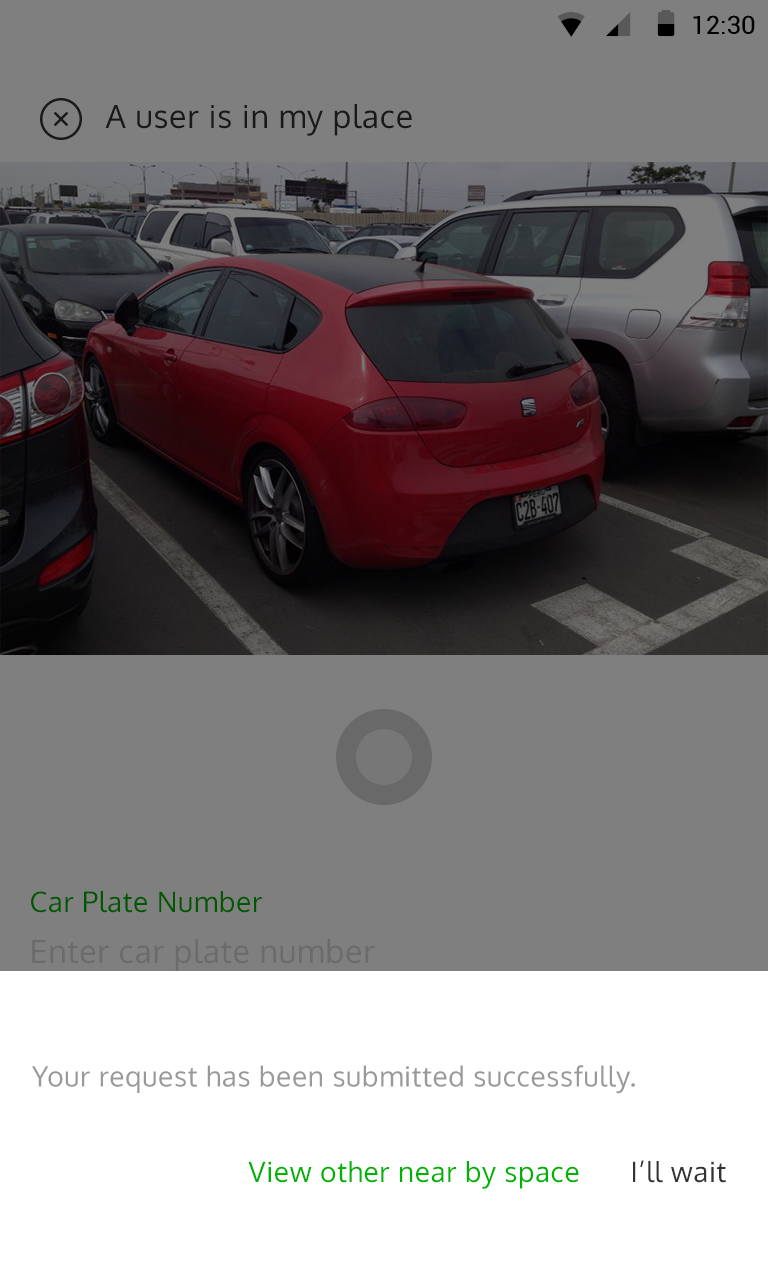 12:30
A user is in my place
PERU
C2B-407
Car Plate Number
Enter car plate number
Your request has been submitted successfully.
View other near by space
I'll wait